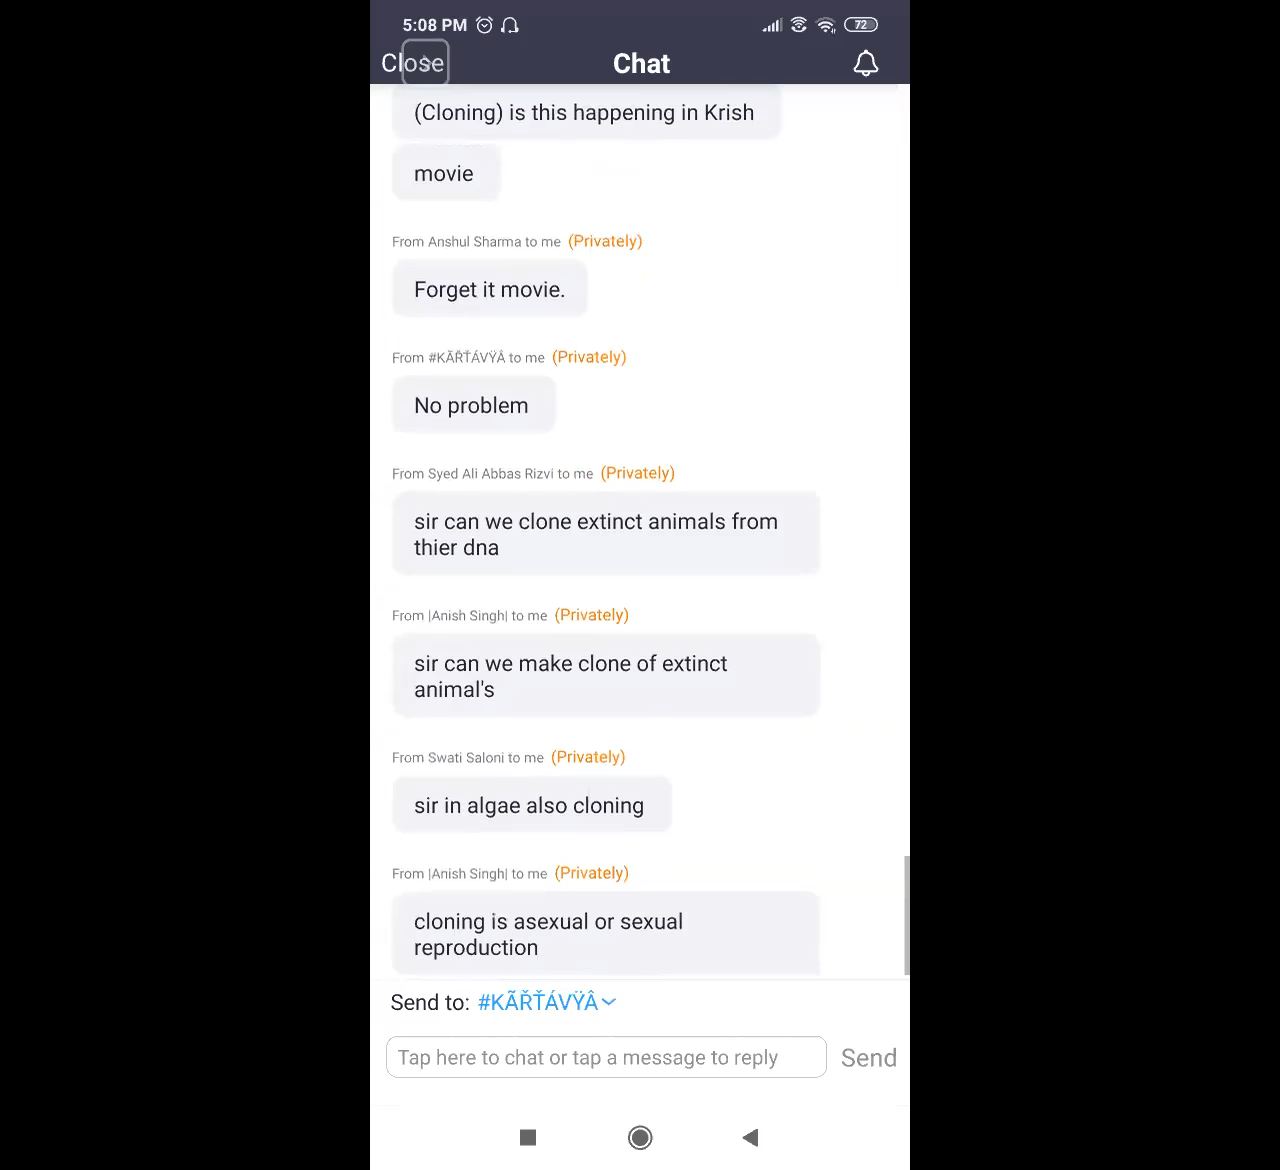 5:08 PM 72
Close Chat
(Cloning) is this happening in Krish
movie
From Anshul Sharma to me (Privately)
Forget it movie.
From #KÃŘŤÁVŸÂ to me (Privately)
No problem
From Syed Ali Abbas Rizvi to me (Privately)
sir can we clone extinct animals from
thier dna
From |Anish Singh| to me (Privately)
sir can we make clone of extinct
animal's
From Swati Saloni to me (Privately)
sir in algae also cloning
From |Anish Singh| to me (Privately)
cloning is asexual or sexual
reproduction
Send to: #KÃŘŤÁVŸÂ
Tap here to chat or tap a message to reply Send